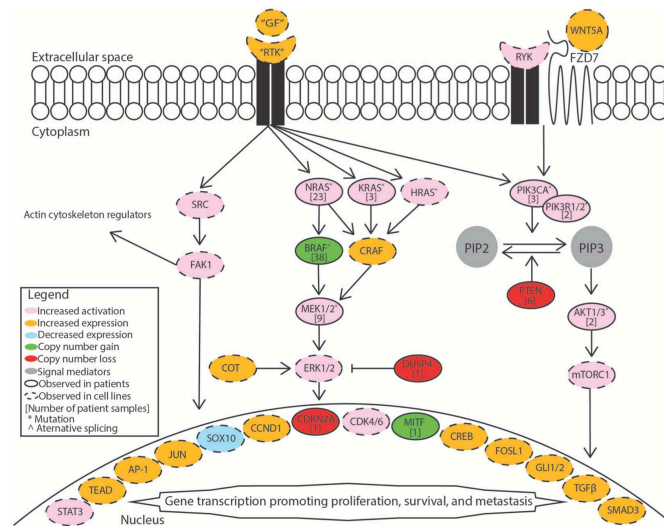 "GF"
WNT5A
"RTK"
RYK
FZD7
Extracellular space
Cytoplasm
SRC
NRAS*
[23]
KRAS*
[3]
HRAS*
PIK3CA*
[3]
PIK3R1/2*
[2]
Actin cytoskeleton regulators
FAK1
BRAF^
[38]
CRAF
PIP2
PIP3
PTEN
[6]
MEK1/2*
[9]
AKT1/3*
[2]
COT
ERK1/2
DUSP4
[1]
mTORC1
Legend
Increased activation
Increased expression
Decreased expression
Copy number gain
Copy number loss
Signal mediators
Observed in patients
Observed in cell lines
[Number of patient samples]
* Mutation
^ Aternative splicing
STAT3
TEAD
AP-1
JUN
SOX10
CCND1
CDKN2A
[1]
CDK4/6
MITF
[1]
CREB
FOSL1
GLI1/2
TGFβ
SMAD3
Gene transcription promoting proliferation, survival, and metastasis
Nucleus